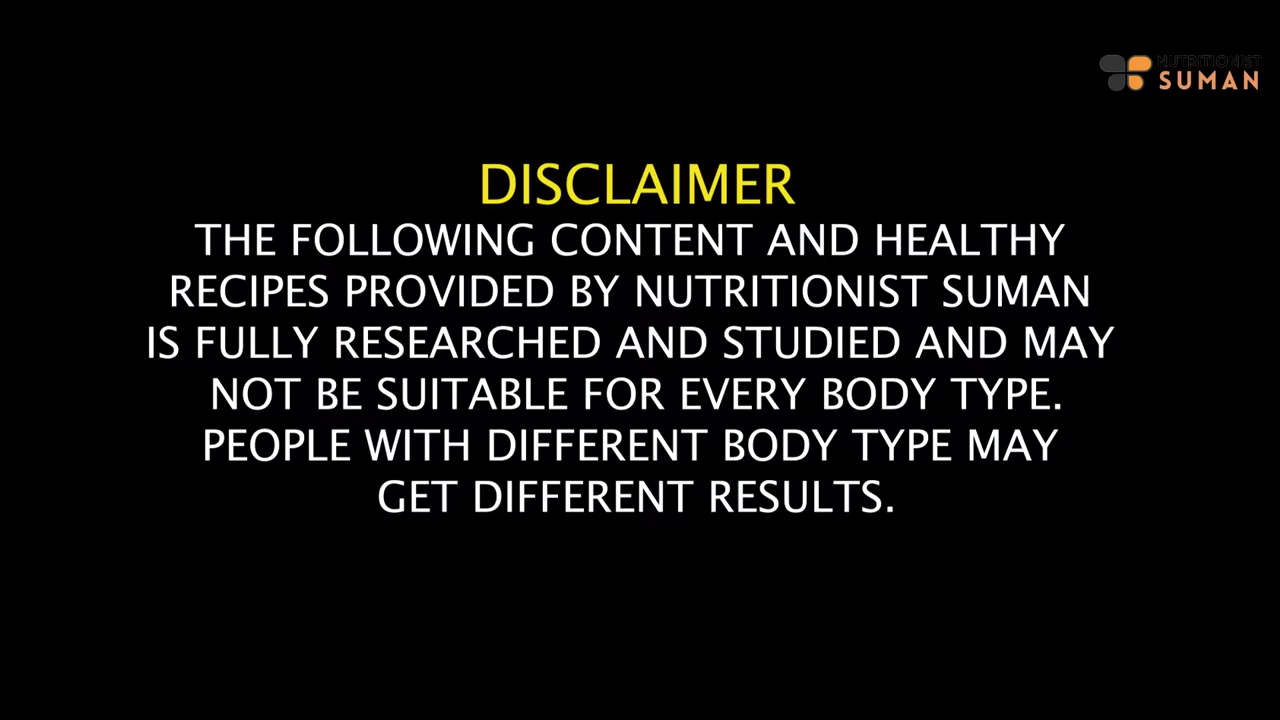 NUTRITIONIST
SUMAN
DISCLAIMER
THE FOLLOWING CONTENT AND HEALTHY
RECIPES PROVIDED BY NUTRITIONIST SUMAN
IS FULLY RESEARCHED AND STUDIED AND MAY
NOT BE SUITABLE FOR EVERY BODY TYPE.
PEOPLE WITH DIFFERENT BODY TYPE MAY
GET DIFFERENT RESULTS.